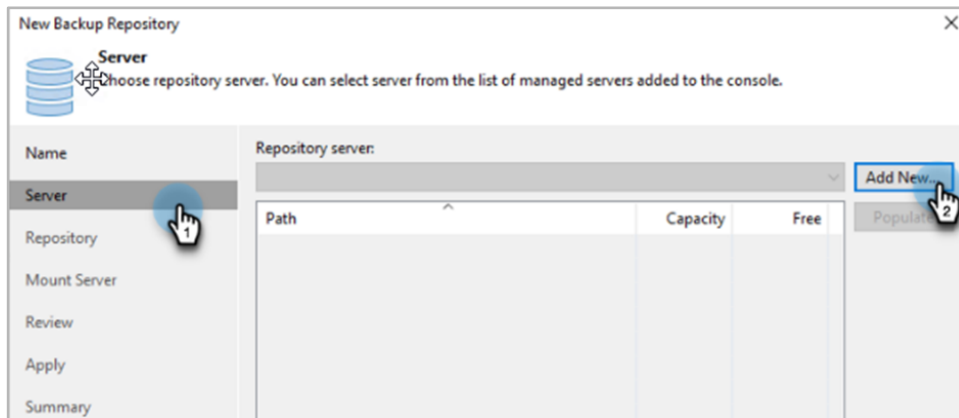 New Backup Repository
Server
Choose repository server. You can select server from the list of managed servers added to the console.
Name
Server
Repository
Mount Server
Review
Apply
Summary
Repository server:
Add New...
Path Capacity Free
Populate
1
2